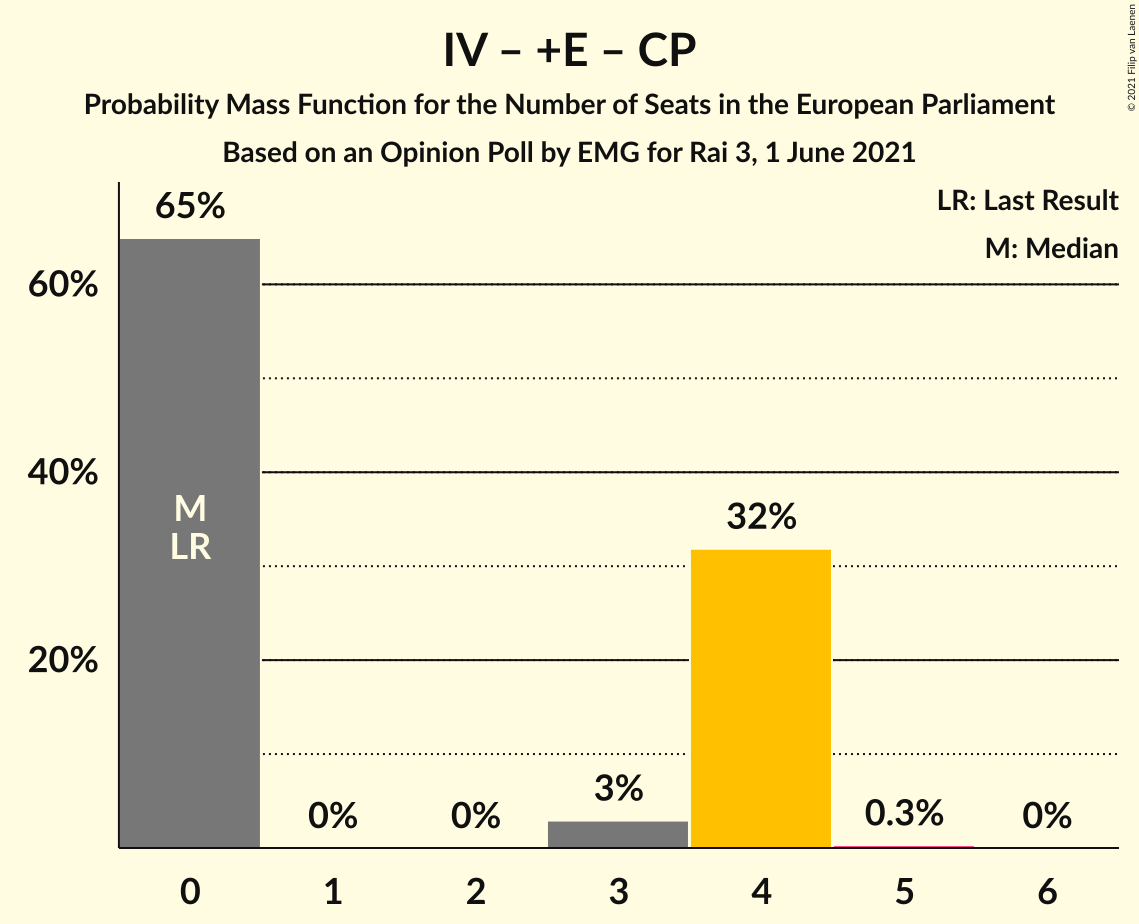 IV – +E – CP
Probability Mass Function for the Number of Seats in the European Parliament
Based on an Opinion Poll by EMG for Rai 3, 1 June 2021
© 2021 Filip van Laenen
LR: Last Result
M: Median
65%
60%
40%
20%
M
LR
0%
0%
3%
32%
0.3%
0%
0
1
2
3
4
5
6